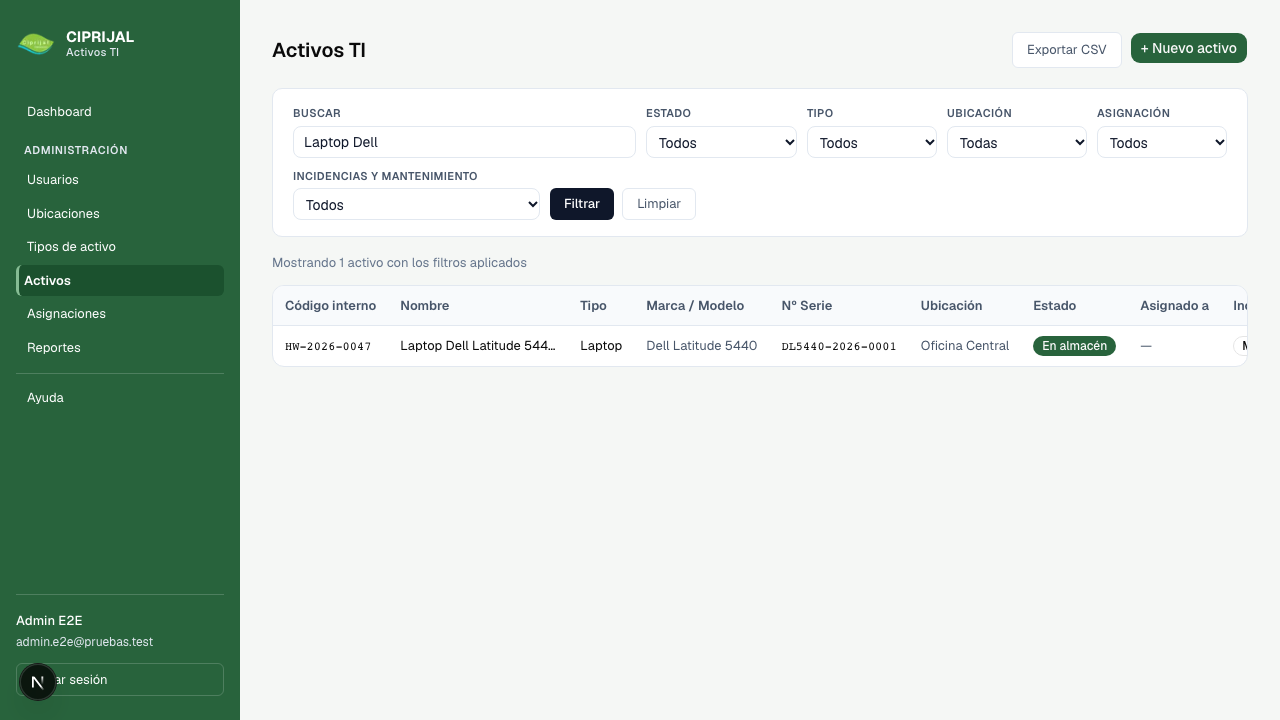 CIPRIJAL
Activos TI
Dashboard
ADMINISTRACIÓN
Usuarios
Ubicaciones
Tipos de activo
Activos
Asignaciones
Reportes
Ayuda
Admin E2E
admin.e2e@pruebas.test
ar sesión
Activos TI
Exportar CSV
+ Nuevo activo
BUSCAR
ESTADO
TIPO
UBICACIÓN
ASIGNACIÓN
Laptop Dell
Todos
Todos
Todas
Todos
INCIDENCIAS Y MANTENIMIENTO
Todos
Filtrar
Limpiar
Mostrando 1 activo con los filtros aplicados
Código interno Nombre Tipo Marca / Modelo Nº Serie Ubicación Estado Asignado a
HW-2026-0047 Laptop Dell Latitude 544… Laptop Dell Latitude 5440 DL5440-2026-0001 Oficina Central En almacén —